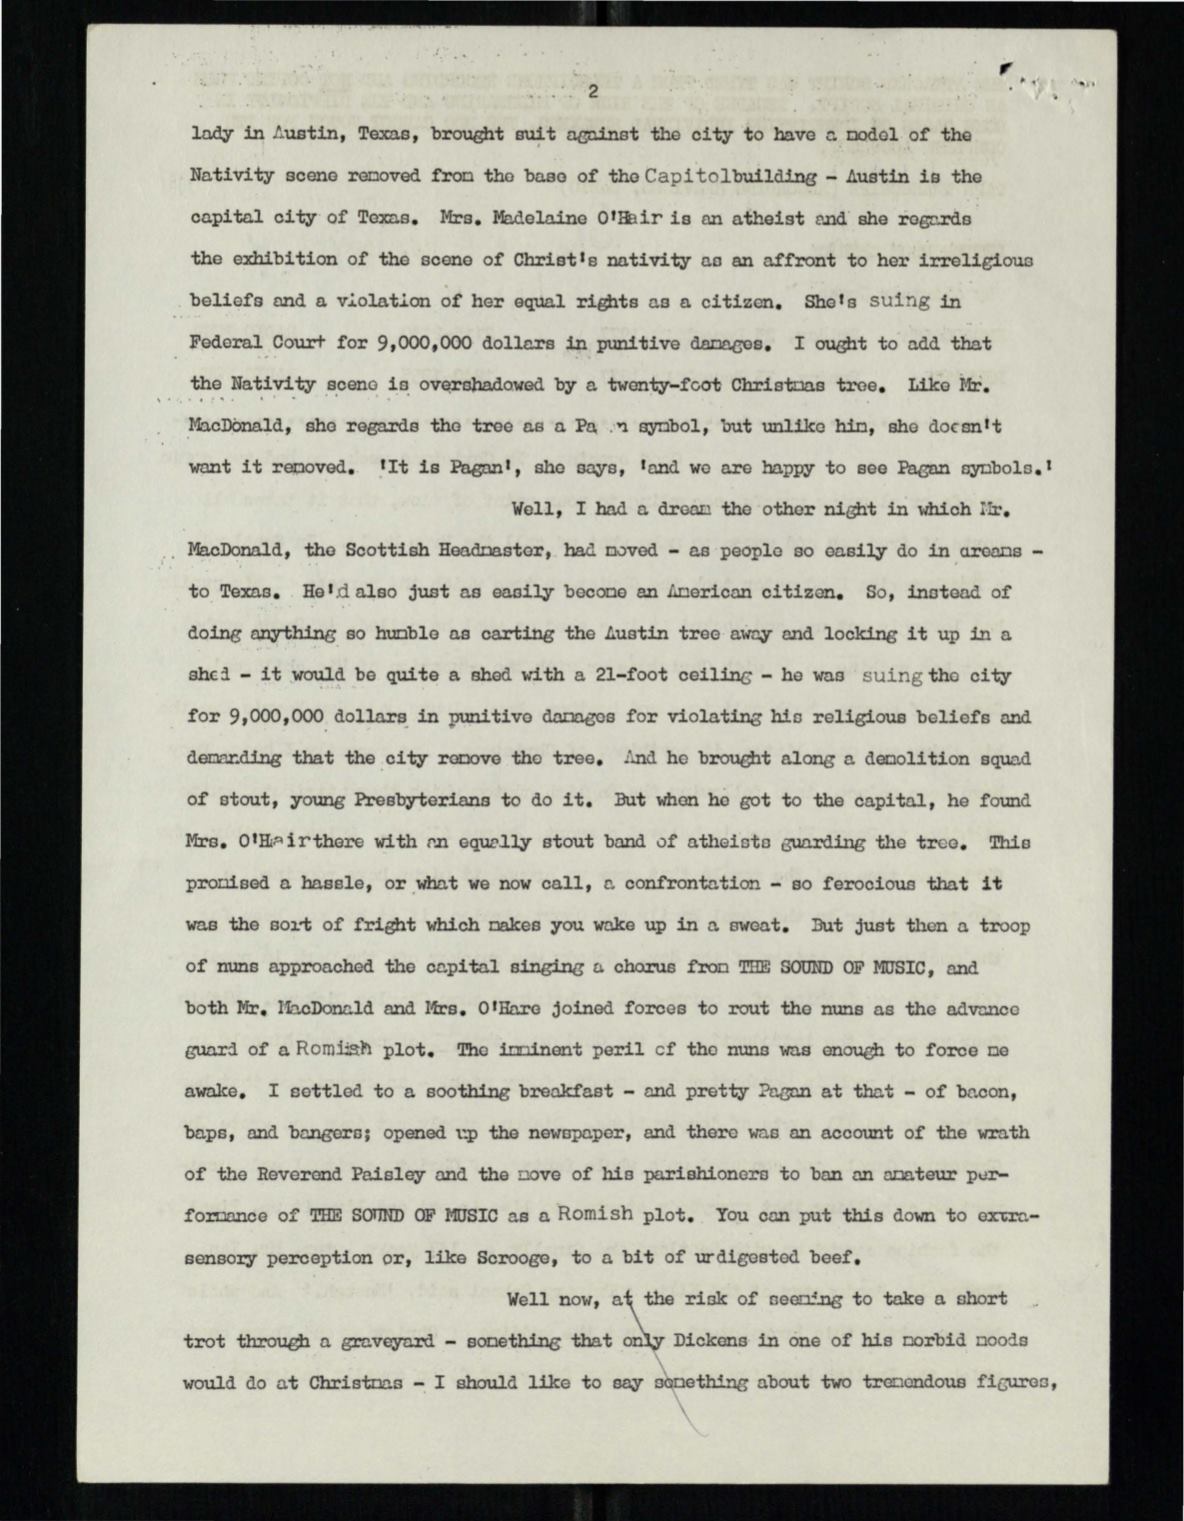 2
lady in Austin, Texas, brought suit against the city to have a model of the
Nativity scene removed from the base of the Capitolbuilding - Austin is the
capital city of Texas. Mrs. Madelaine O'Hair is an atheist and she regards
the exhibition of the scene of Christ's nativity as an affront to her irreligious
beliefs and a violation of her equal rights as a citizen. She's suing in
Federal Court for 9,000,000 dollars in punitive damages. I ought to add that
the Nativity scene is overshadowed by a twenty-foot Christmas tree. Like Mr.
MacDonald, she regards the tree as a Pa n symbol, but unlike him, she doesn't
want it removed. 'It is Pagan', she says, 'and we are happy to see Pagan symbols.'
Well, I had a dream the other night in which Mr.
MacDonald, the Scottish Headmaster, had moved - as people so easily do in dreams -
to Texas. He'd also just as easily become an American citizen. So, instead of
doing anything so humble as carting the Austin tree away and locking it up in a
shed - it would be quite a shed with a 21-foot ceiling - he was suing the city
for 9,000,000 dollars in punitive damages for violating his religious beliefs and
demanding that the city remove the tree. And he brought along a demolition squad
of stout, young Presbyterians to do it. But when he got to the capital, he found
Mrs. O'Hair there with an equally stout band of atheists guarding the tree. This
promised a hassle, or what we now call, a confrontation - so ferocious that it
was the sort of fright which makes you wake up in a sweat. But just then a troop
of nuns approached the capital singing a chorus from THE SOUND OF MUSIC, and
both Mr. MacDonald and Mrs. O'Hare joined forces to rout the nuns as the advance
guard of a Romish plot. The imminent peril of the nuns was enough to force me
awake. I settled to a soothing breakfast - and pretty Pagan at that - of bacon,
baps, and bangers; opened up the newspaper, and there was an account of the wrath
of the Reverend Paisley and the move of his parishioners to ban an amateur per-
formance of THE SOUND OF MUSIC as a Romish plot. You can put this down to extra-
sensory perception or, like Scrooge, to a bit of undigested beef.
Well now, at the risk of seeming to take a short
trot through a graveyard - something that only Dickens in one of his morbid moods
would do at Christmas - I should like to say something about two tremendous figures,